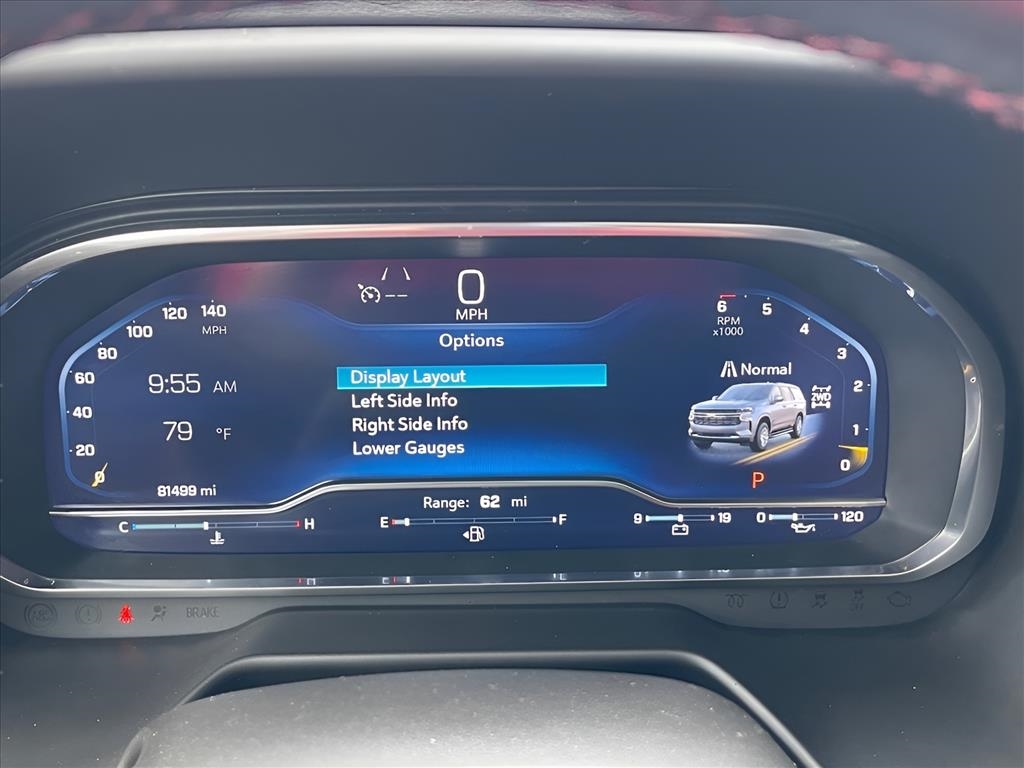 0
MPH
Options
Display Layout
Left Side Info
Right Side Info
Lower Gauges
140
120
100
80
60
40
20
0
MPH
9:55 AM
79 °F
81499 mi
6
5
4
3
2
1
0
RPM
x1000
Normal
2WD
P
Range: 62 mi
C H
E F
9 19
0 120
BRAKE
OFF